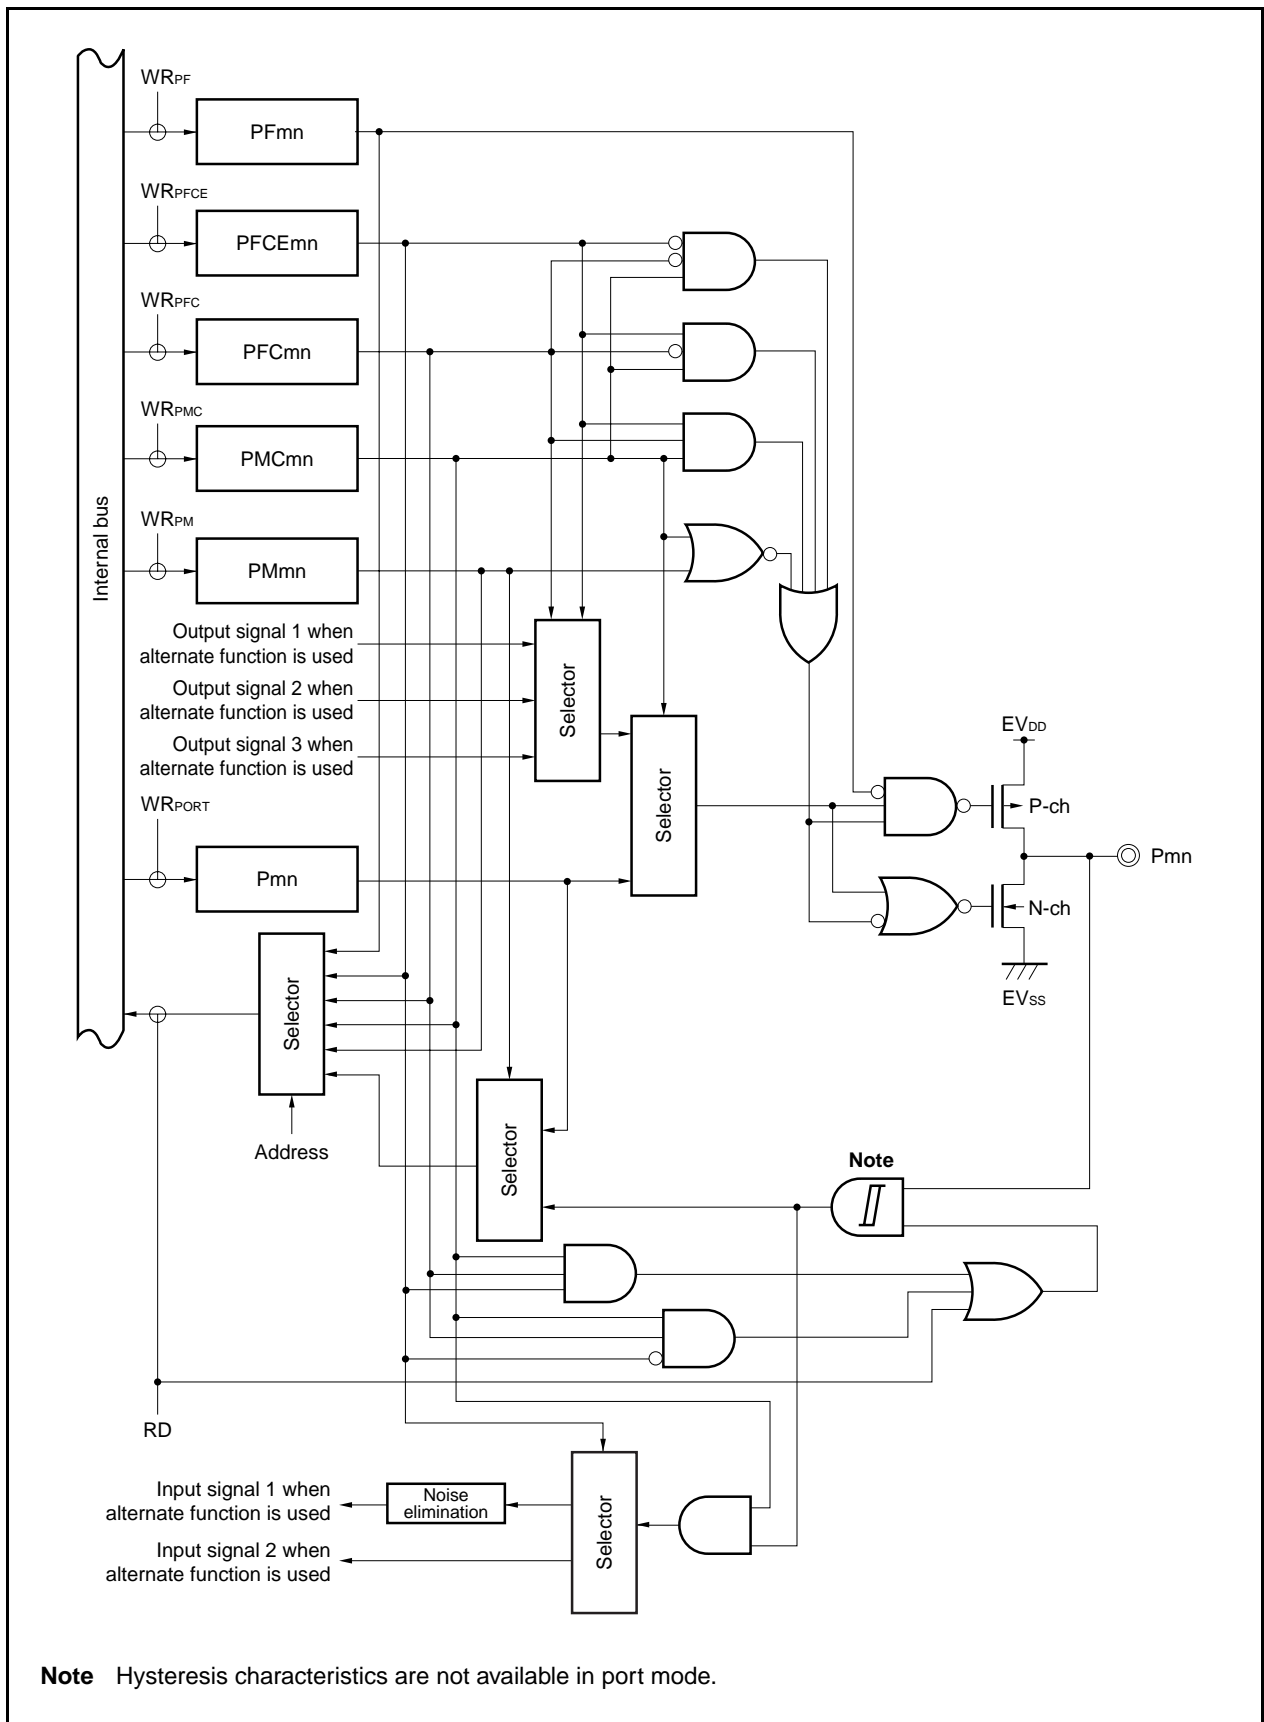 WRPF
PFmn
WRPFCE
PFCEmn
WRPFC
PFCmn
WRPMC
PMCmn
Internal bus
WRPM
PMmn
Output signal 1 when
alternate function is used
Output signal 2 when
alternate function is used
Output signal 3 when
alternate function is used
Selector
Selector
EVDD
P-ch
WRPORT
Pmn
Pmn
N-ch
EVSS
Selector
Address
Selector
Note
RD
Input signal 1 when
alternate function is used
Noise
elimination
Selector
Input signal 2 when
alternate function is used
Note Hysteresis characteristics are not available in port mode.